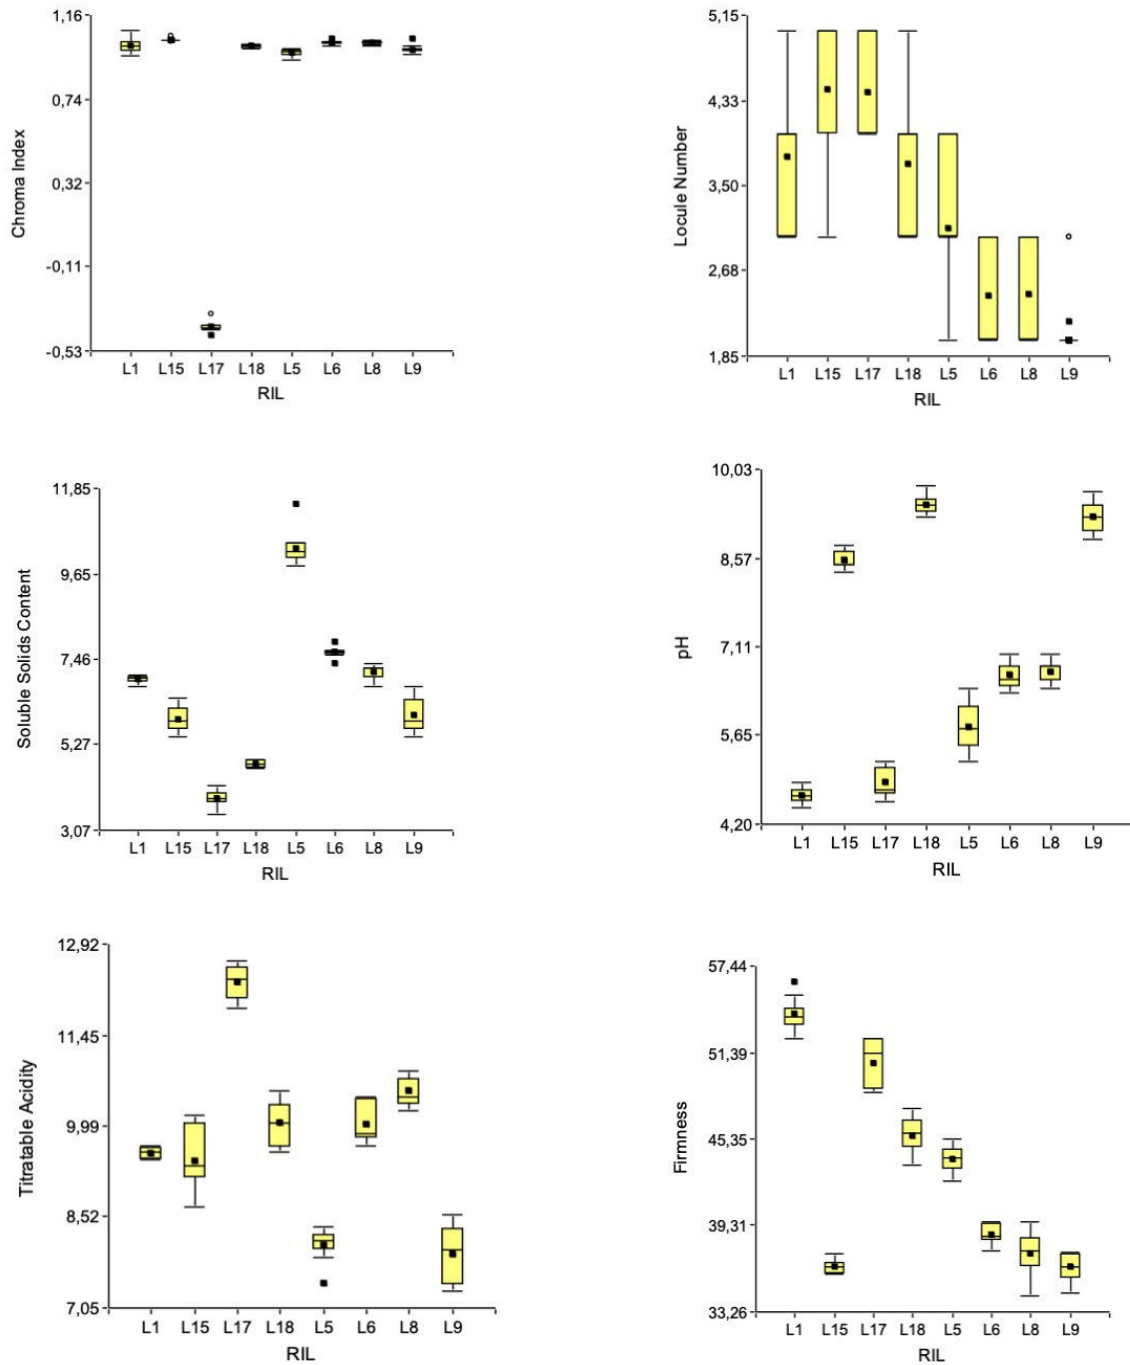 Chroma Index
1,16
0,74
0,32
-0,11
-0,53
L1 L15 L17 L18 L5 L6 L8 L9
RIL
Locule Number
5,15
4,33
3,50
2,68
1,85
L1 L15 L17 L18 L5 L6 L8 L9
RIL
Soluble Solids Content
11,85
9,65
7,46
5,27
3,07
L1 L15 L17 L18 L5 L6 L8 L9
RIL
pH
10,03
8,57
7,11
5,65
4,20
L1 L15 L17 L18 L5 L6 L8 L9
RIL
Titratable Acidity
12,92
11,45
9,99
8,52
7,05
L1 L15 L17 L18 L5 L6 L8 L9
RIL
Firmness
57,44
51,39
45,35
39,31
33,26
L1 L15 L17 L18 L5 L6 L8 L9
RIL